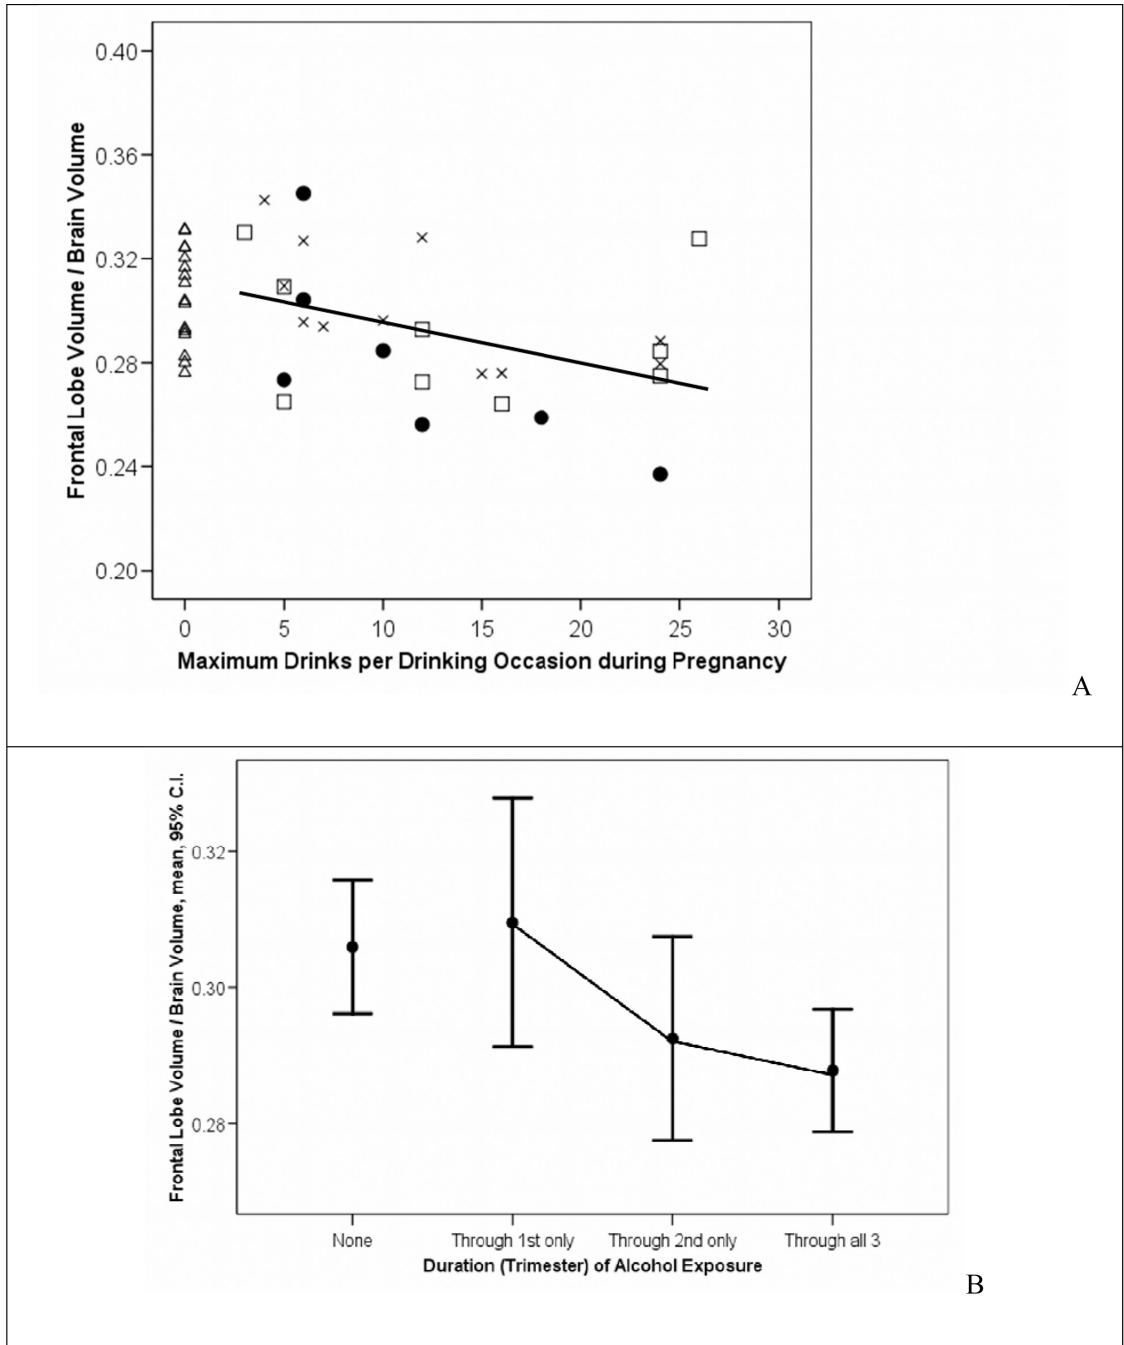 Frontal Lobe Volume / Brain Volume
0.40
0.36
0.32
0.28
0.24
0.20
0 5 10 15 20 25 30
Maximum Drinks per Drinking Occasion during Pregnancy
A
Frontal Lobe Volume / Brain Volume, mean, 95% C.I.
0.32
0.30
0.28
None Through 1st only Through 2nd only Through all 3
Duration (Trimester) of Alcohol Exposure
B